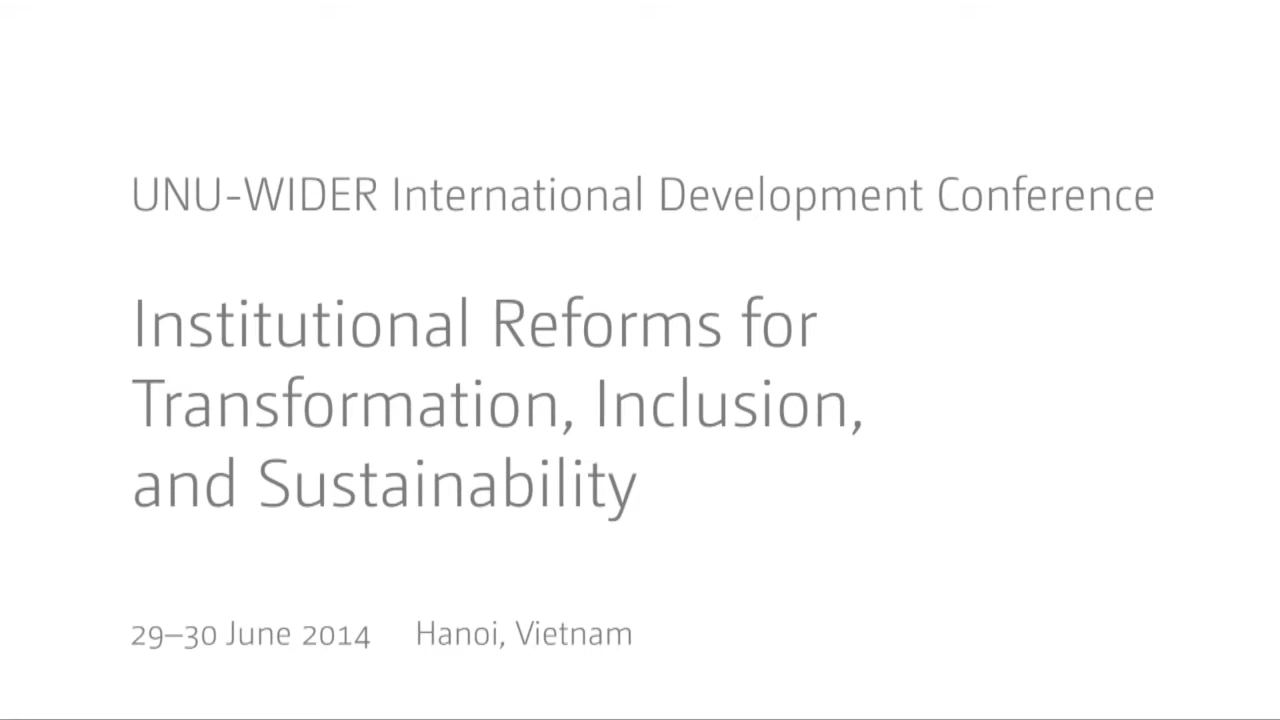 UNU-WIDER International Development Conference
Institutional Reforms for
Transformation, Inclusion,
and Sustainability
29–30 June 2014 Hanoi, Vietnam